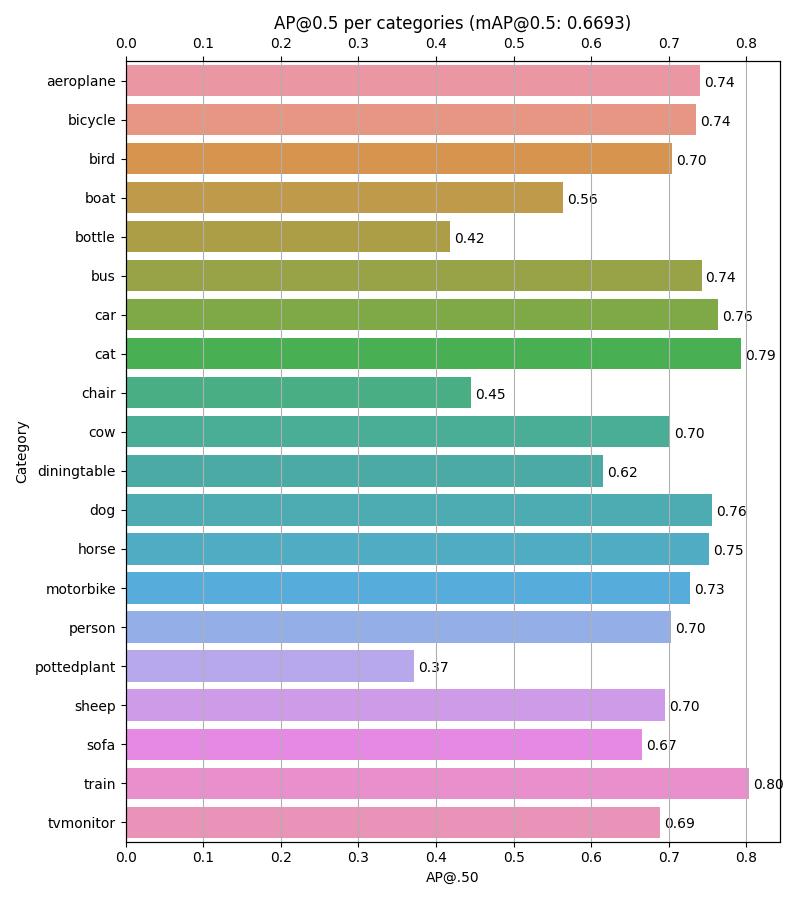 AP@0.5 per categories (mAP@0.5: 0.6693)
0.0 0.1 0.2 0.3 0.4 0.5 0.6 0.7 0.8
aeroplane 0.74
bicycle 0.74
bird 0.70
boat 0.56
bottle 0.42
bus 0.74
car 0.76
cat 0.79
chair 0.45
cow 0.70
Category
diningtable 0.62
dog 0.76
horse 0.75
motorbike 0.73
person 0.70
pottedplant 0.37
sheep 0.70
sofa 0.67
train 0.80
tvmonitor 0.69
0.0 0.1 0.2 0.3 0.4 0.5 0.6 0.7 0.8
AP@.50